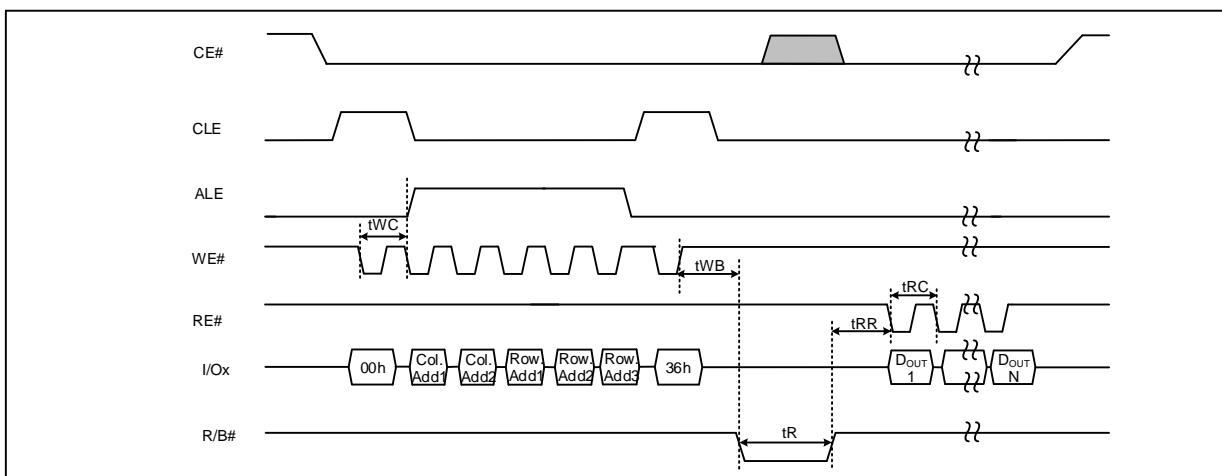 CE#
CLE
ALE
tWC
WE#
tWB
tRC
RE#
tRR
I/Ox
00h
Col. Add1
Col. Add2
Row. Add1
Row. Add2
Row. Add3
36h
DOUT 1
DOUT N
R/B#
tR